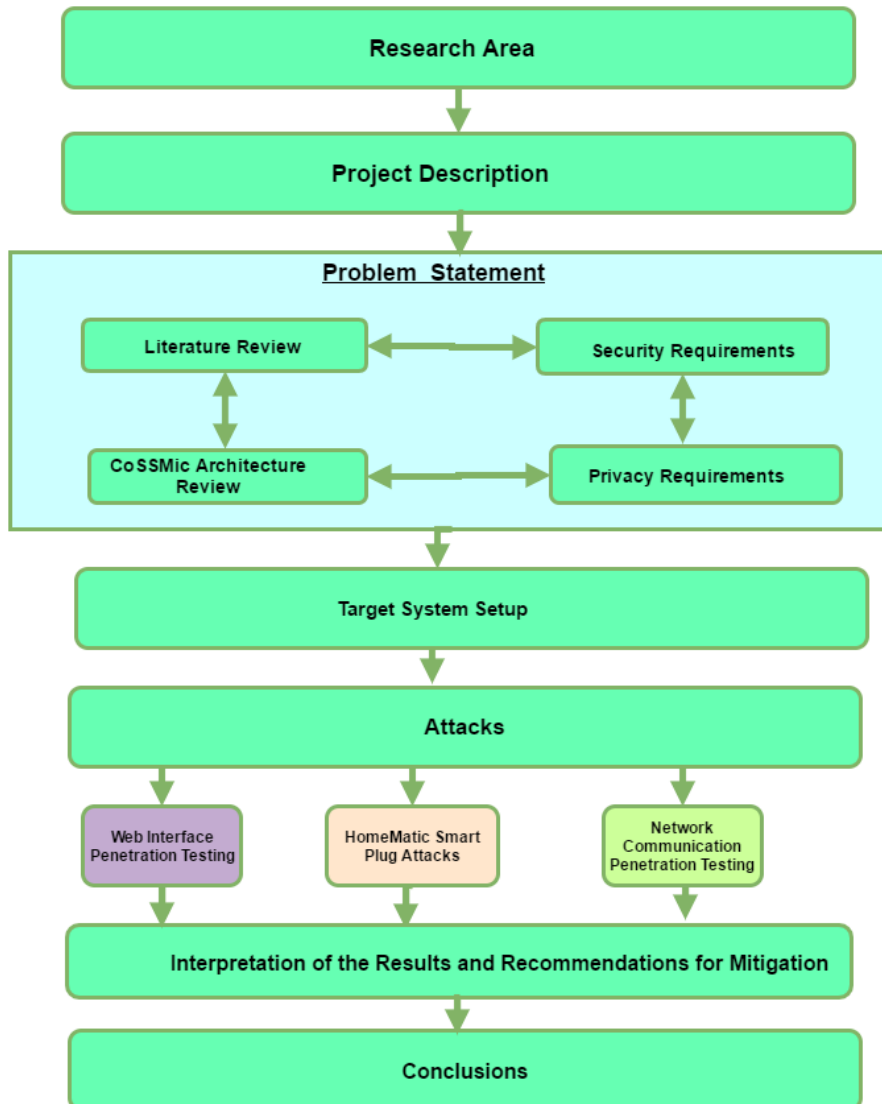 Research Area
Project Description
Problem Statement
Literature Review
Security Requirements
CoSSMic Architecture
Review
Privacy Requirements
Target System Setup
Attacks
Web Interface
Penetration Testing
HomeMatic Smart
Plug Attacks
Network
Communication
Penetration Testing
Interpretation of the Results and Recommendations for Mitigation
Conclusions